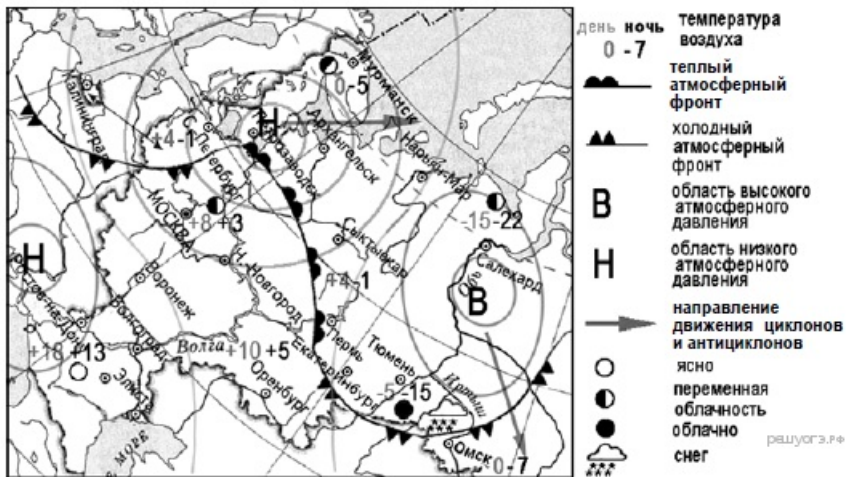 Мурманск
0 -5
Калининград
С.Петербург
+4 -1
Н
Петрозаводск
Архангельск
Нарьян-Мар
-15 -22
МОСКВА
+8 +3
Сыктывкар
Салехард
Обь
В
Н
Воронеж
Н. Новгород
+4 -1
Волгоград
Пермь
Екатеринбург
Тюмень
Иртыш
+18 +13
Волга
+10 +5
-5 -15
Элиста
Оренбург
МОРЕ
Омск
0 -7
день ночь
0 -7
температура
воздуха
теплый
атмосферный
фронт
холодный
атмосферный
фронт
В
область высокого
атмосферного
давления
Н
область низкого
атмосферного
давления
направление
движения циклонов
и антициклонов
ясно
переменная
облачность
облачно
снег
решуогэ.рф